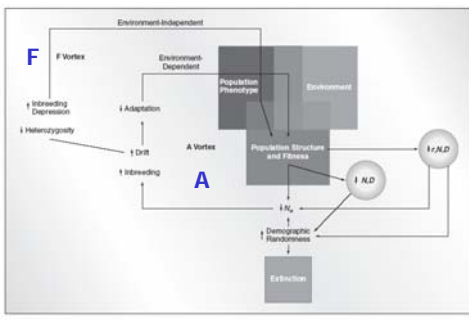 Environment-Independent
F
F Vortex
Environment-
Dependent
Population
Phenotype
Environment
↑ Inbreeding
Depression
↓ Adaptation
↓ Heterozygosity
↑ Drift
A Vortex
Population Structure
and Fitness
↓ r,N,D
↑ Inbreeding
A
↓ N,D
↓ Ne
↑ Demographic
Randomness
Extinction